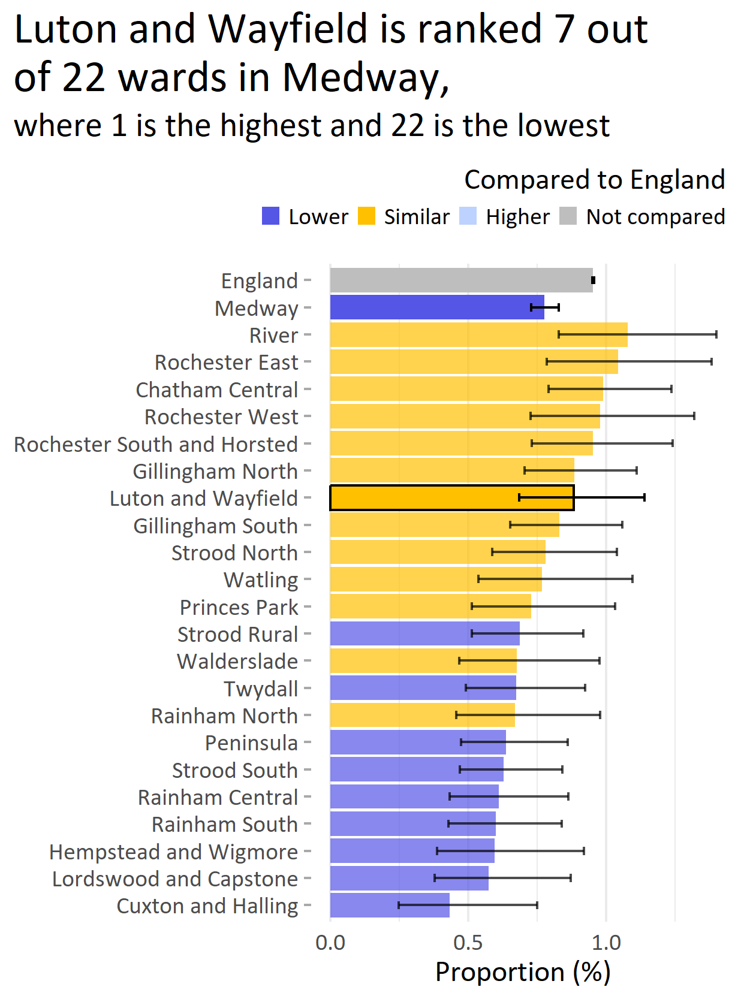 Luton and Wayfield is ranked 7 out
of 22 wards in Medway,
where 1 is the highest and 22 is the lowest
Compared to England
Lower Similar Higher Not compared
England
Medway
River
Rochester East
Chatham Central
Rochester West
Rochester South and Horsted
Gillingham North
Luton and Wayfield
Gillingham South
Strood North
Watling
Princes Park
Strood Rural
Walderslade
Twydall
Rainham North
Peninsula
Strood South
Rainham Central
Rainham South
Hempstead and Wigmore
Lordswood and Capstone
Cuxton and Halling
0.0 0.5 1.0
Proportion (%)